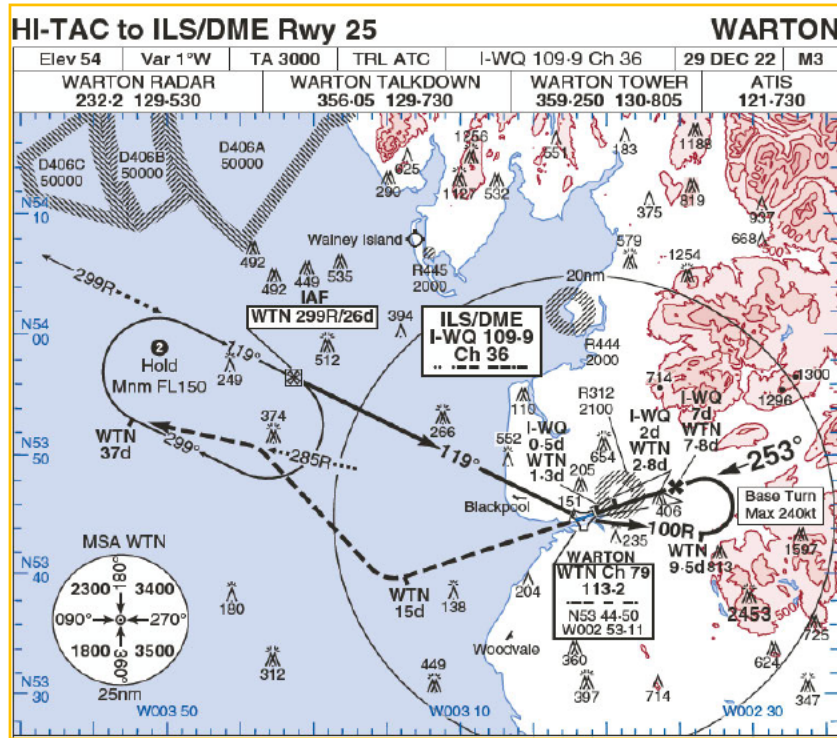 HI-TAC to ILS/DME Rwy 25 WARTON
Elev 54 Var 1°W TA 3000 TRL ATC I-WQ 109·9 Ch 36 29 DEC 22 M3
WARTON RADAR
232·2 129·530
WARTON TALKDOWN
356·05 129·730
WARTON TOWER
359·250 130·805
ATIS
121·730
D406C
50000
D406B
50000
D406A
50000
1256
625
290
1127
532
551
183
1188
819
375
937
668
N54
10
Walney Island
R445
2000
579
1254
492
492
449
535
20nm
299R
IAF
WTN 299R/26d
394
ILS/DME
I-WQ 109·9
Ch 36
R444
2000
N54
00
2
Hold
Mnm FL150
119°
249
512
714
1300
1296
110
R312
2100
I-WQ
7d
WTN
7·8d
I-WQ
2d
WTN
2·8d
I-WQ
0·5d
WTN
1·3d
WTN
37d
299°
374
285R
266
119°
552
654
205
253°
N53
50
Blackpool
151
406
Base Turn
Max 240kt
100R
235
WTN
9·5d
813
1597
MSA WTN
2300 3400
180°
090° 270°
1800 3500
360°
25nm
N53
40
180
WTN
15d
138
204
WARTON
WTN Ch 79
113·2
N53 44·50
W002 53·11
2453
500
725
Woodvale
312
449
360
397
714
624
347
N53
30
W003 50
W003 10
W002 30